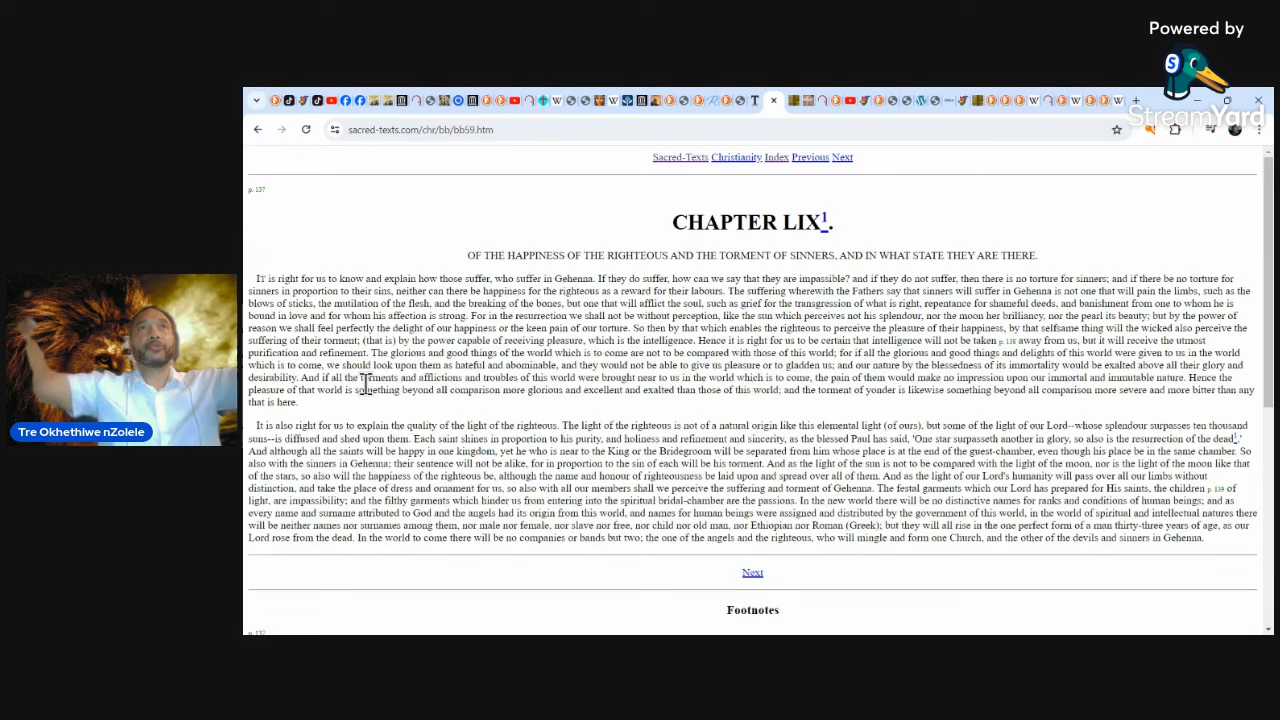 Powered by
StreamYard
sacred-texts.com/chr/bb/bb59.htm
Sacred-Texts Christianity Index Previous Next
p. 137
CHAPTER LIX1.
OF THE HAPPINESS OF THE RIGHTEOUS AND THE TORMENT OF SINNERS, AND IN WHAT STATE THEY ARE THERE.
IT is right for us to know and explain how those suffer, who suffer in Gehenna. If they do suffer, how can we say that they are impassible? and if they do not suffer, then there is no torture for sinners; and if there be no torture for
sinners in proportion to their sins, neither can there be happiness for the righteous as a reward for their labours. The suffering wherewith the Fathers say that sinners will suffer in Gehenna is not one that will pain the limbs, such as the
blows of sticks, the mutilation of the flesh, and the breaking of the bones, but one that will afflict the soul, such as grief for the transgression of what is right, repentance for shameful deeds, and banishment from one to whom he is
bound in love and for whom his affection is strong. For in the resurrection we shall not be without perception, like the sun which perceives not his splendour, nor the moon her brilliancy, nor the pearl its beauty; but by the power of
reason we shall feel perfectly the delight of our happiness or the keen pain of our torture. So then by that which enables the righteous to perceive the pleasure of their happiness, by that selfsame thing will the wicked also perceive the
suffering of their torment; (that is) by the power capable of receiving pleasure, which is the intelligence. Hence it is right for us to be certain that intelligence will not be taken p. 138 away from us, but it will receive the utmost
purification and refinement. The glorious and good things of the world which is to come are not to be compared with those of this world; for if all the glorious and good things and delights of this world were given to us in the world
which is to come, we should look upon them as hateful and abominable, and they would not be able to give us pleasure or to gladden us; and our nature by the blessedness of its immortality would be exalted above all their glory and
desirability. And if all the torments and afflictions and troubles of this world were brought near to us in the world which is to come, the pain of them would make no impression upon our immortal and immutable nature. Hence the
pleasure of that world is something beyond all comparison more glorious and excellent and exalted than those of this world; and the torment of yonder is likewise something beyond all comparison more severe and more bitter than any
that is here.
It is also right for us to explain the quality of the light of the righteous. The light of the righteous is not of a natural origin like this elemental light (of ours), but some of the light of our Lord--whose splendour surpasses ten thousand
suns--is diffused and shed upon them. Each saint shines in proportion to his purity, and holiness and refinement and sincerity, as the blessed Paul has said, 'One star surpasseth another in glory, so also is the resurrection of the dead1.'
And although all the saints will be happy in one kingdom, yet he who is near to the King or the Bridegroom will be separated from him whose place is at the end of the guest-chamber, even though his place be in the same chamber. So
also with the sinners in Gehenna; their sentence will not be alike, for in proportion to the sin of each will be his torment. And as the light of the sun is not to be compared with the light of the moon, nor is the light of the moon like that
of the stars, so also will the happiness of the righteous be, although the name and honour of righteousness be laid upon and spread over all of them. And as the light of our Lord's humanity will pass over all our limbs without
distinction, and take the place of dress and ornament for us, so also with all our members shall we perceive the suffering and torment of Gehenna. The festal garments which our Lord has prepared for His saints, the children p. 139 of
light, are impassibility; and the filthy garments which hinder us from entering into the spiritual bridal-chamber are the passions. In the new world there will be no distinctive names for ranks and conditions of human beings; and as
every name and surname attributed to God and the angels had its origin from this world, and names for human beings were assigned and distributed by the government of this world, in the world of spiritual and intellectual natures there
will be neither names nor surnames among them, nor male nor female, nor slave nor free, nor child nor old man, nor Ethiopian nor Roman (Greek); but they will all rise in the one perfect form of a man thirty-three years of age, as our
Lord rose from the dead. In the world to come there will be no companies or bands but two; the one of the angels and the righteous, who will mingle and form one Church, and the other of the devils and sinners in Gehenna.
Next
Footnotes
p. 137
Tre Okhethiwe nZolele